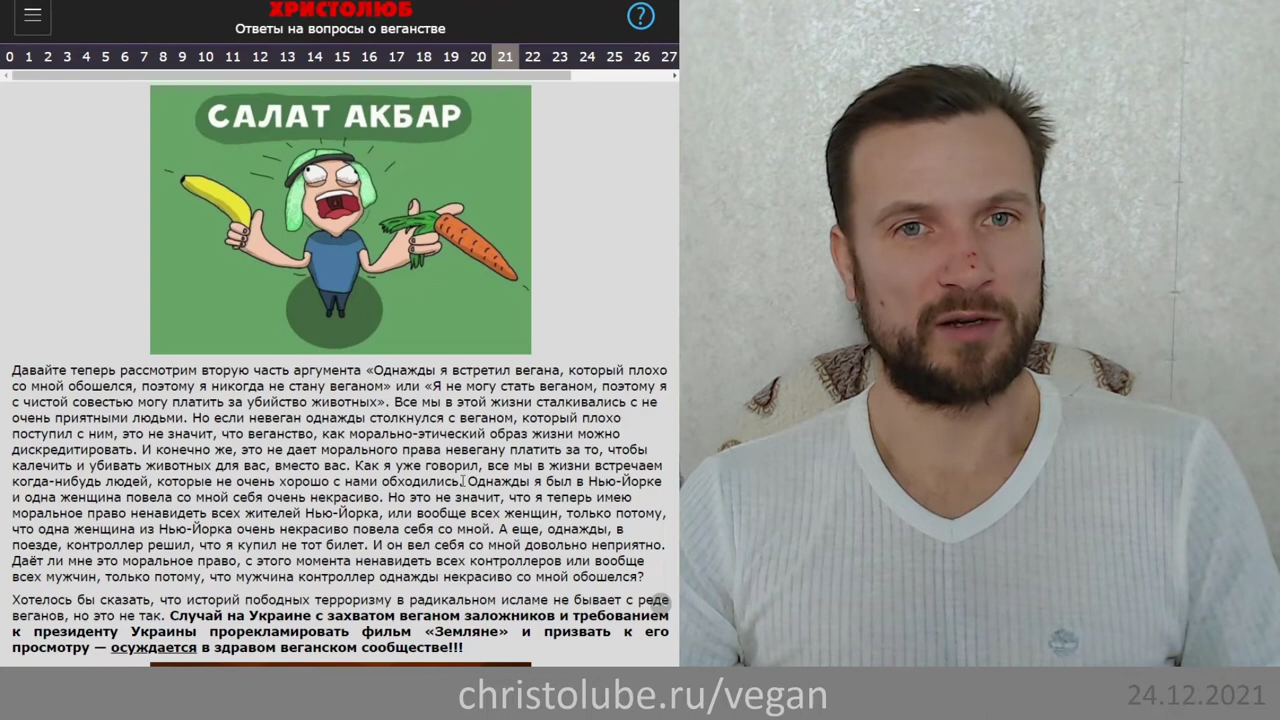 ХРИСТОЛЮБ
Ответы на вопросы о веганстве
?
0 1 2 3 4 5 6 7 8 9 10 11 12 13 14 15 16 17 18 19 20 21 22 23 24 25 26 27
САЛАТ АКБАР
Давайте теперь рассмотрим вторую часть аргумента «Однажды я встретил вегана, который плохо
со мной обошелся, поэтому я никогда не стану веганом» или «Я не могу стать веганом, поэтому я
с чистой совестью могу платить за убийство животных». Все мы в этой жизни сталкивались с не
очень приятными людьми. Но если невеган однажды столкнулся с веганом, который плохо
поступил с ним, это не значит, что веганство, как морально-этический образ жизни можно
дискредитировать. И конечно же, это не дает морального права невегану платить за то, чтобы
калечить и убивать животных для вас, вместо вас. Как я уже говорил, все мы в жизни встречаем
когда-нибудь людей, которые не очень хорошо с нами обходились. Однажды я был в Нью-Йорке
и одна женщина повела со мной себя очень некрасиво. Но это не значит, что я теперь имею
моральное право ненавидеть всех жителей Нью-Йорка, или вообще всех женщин, только потому,
что одна женщина из Нью-Йорка очень некрасиво повела себя со мной. А еще, однажды, в
поезде, контроллер решил, что я купил не тот билет. И он вел себя со мной довольно неприятно.
Даёт ли мне это моральное право, с этого момента ненавидеть всех контроллеров или вообще
всех мужчин, только потому, что мужчина контроллер однажды некрасиво со мной обошелся?
Хотелось бы сказать, что историй пободных терроризму в радикальном исламе не бывает с реде
веганов, но это не так. Случай на Украине с захватом веганом заложников и требованием
к президенту Украины прорекламировать фильм «Земляне» и призвать к его
просмотру — осуждается в здравом веганском сообществе!!!
christolube.ru/vegan
24.12.2021